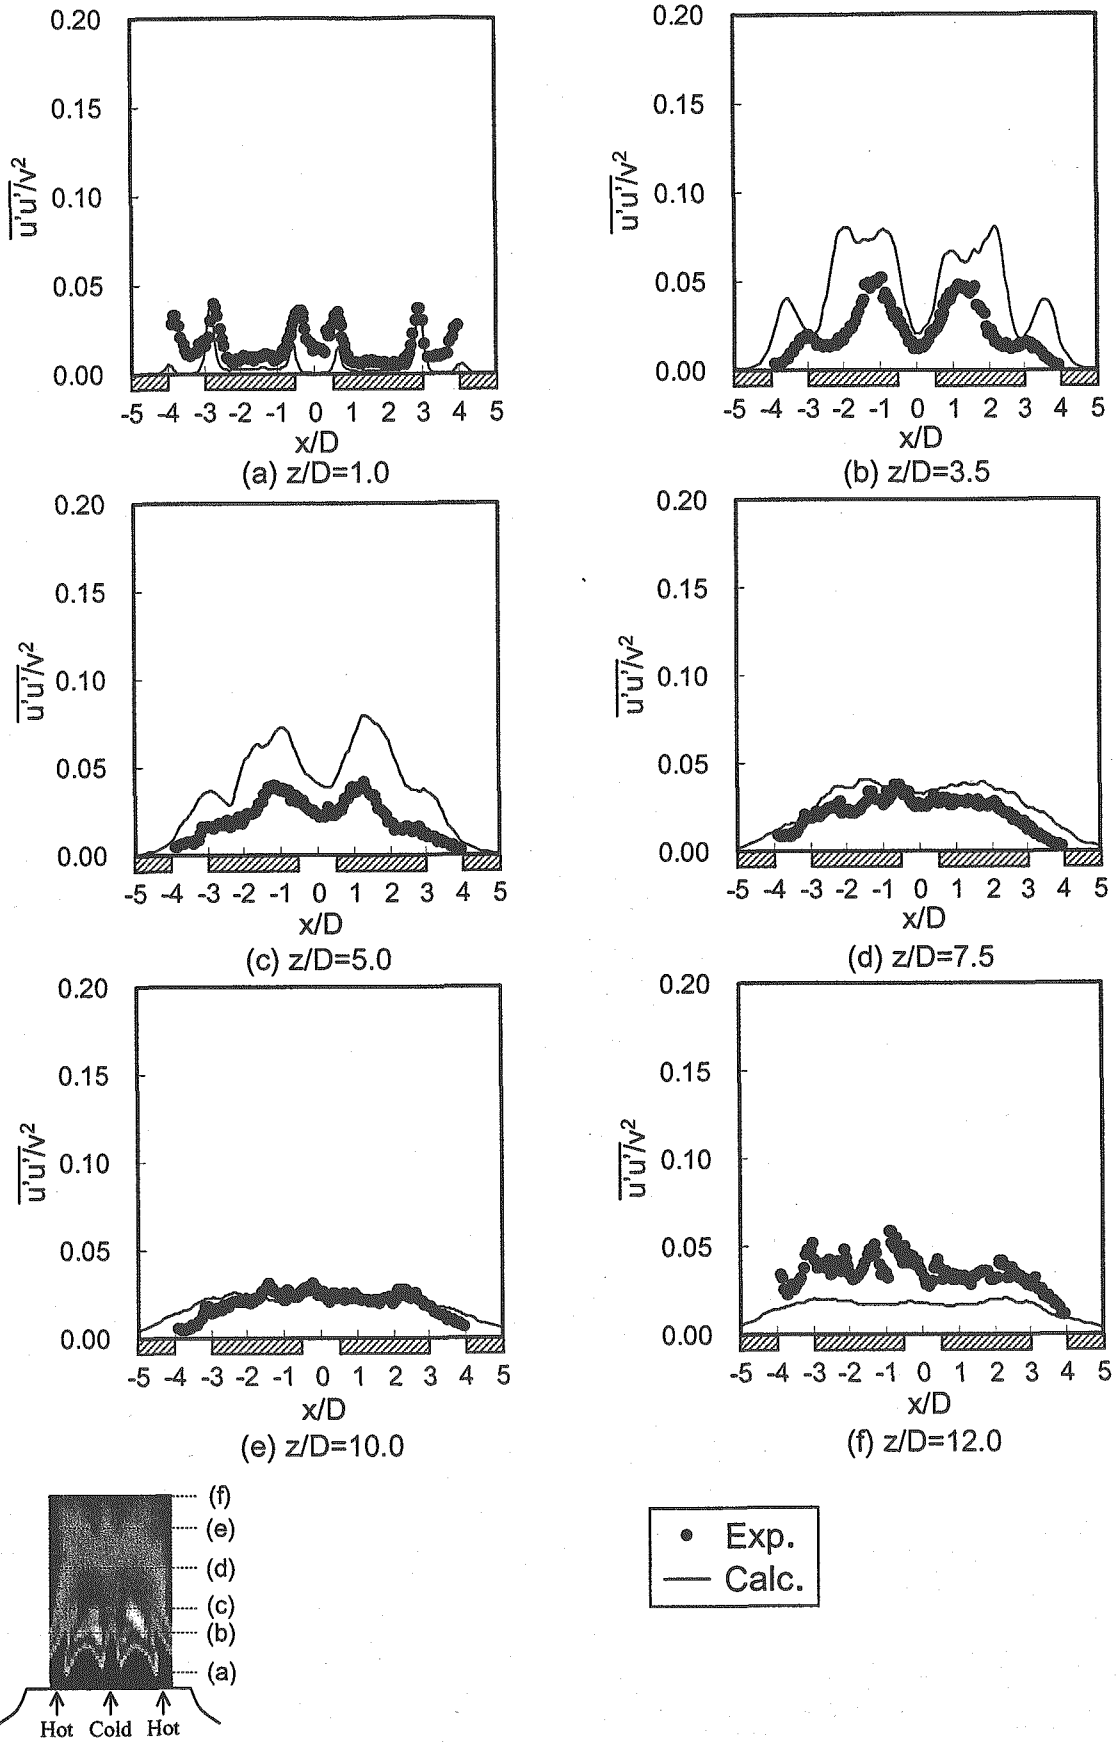 0.20
0.15
0.10
0.05
0.00
u'u'/v²
-5 -4 -3 -2 -1 0 1 2 3 4 5
x/D
(a) z/D=1.0
0.20
0.15
0.10
0.05
0.00
u'u'/v²
-5 -4 -3 -2 -1 0 1 2 3 4 5
x/D
(b) z/D=3.5
0.20
0.15
0.10
0.05
0.00
u'u'/v²
-5 -4 -3 -2 -1 0 1 2 3 4 5
x/D
(c) z/D=5.0
0.20
0.15
0.10
0.05
0.00
u'u'/v²
-5 -4 -3 -2 -1 0 1 2 3 4 5
x/D
(d) z/D=7.5
0.20
0.15
0.10
0.05
0.00
u'u'/v²
-5 -4 -3 -2 -1 0 1 2 3 4 5
x/D
(e) z/D=10.0
0.20
0.15
0.10
0.05
0.00
u'u'/v²
-5 -4 -3 -2 -1 0 1 2 3 4 5
x/D
(f) z/D=12.0
(f)
(e)
(d)
(c)
(b)
(a)
Hot Cold Hot
Exp.
Calc.